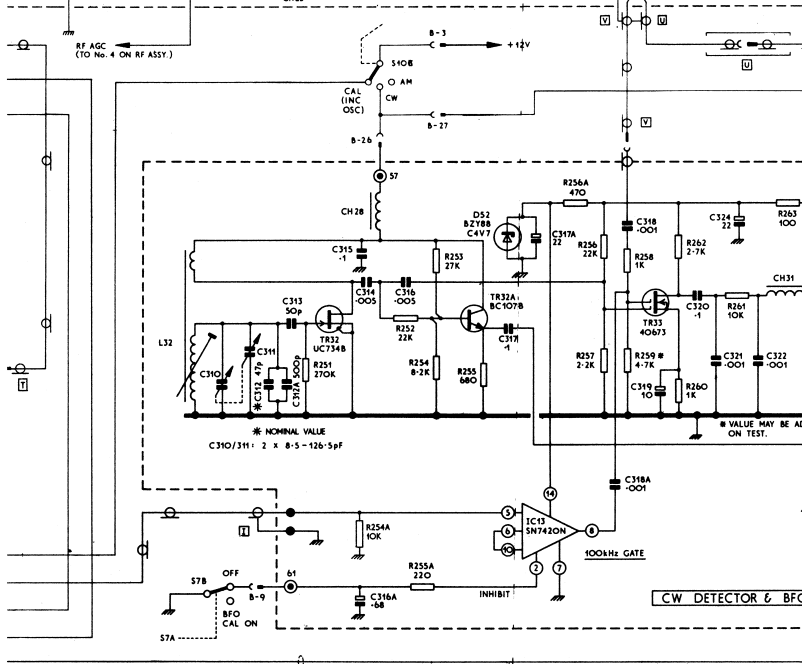 RF AGC
(TO No. 4 ON RF ASSY.)
B-3
+12V
S10B
AM
CW
CAL
(INC
OSC)
B-27
B-26
57
V
U
U
V
CH28
D52
BZY88
C4V7
R256A
470
C317A
22
C318
·001
R256
22K
R258
1K
R262
2·7K
C324
22
R263
100
C315
·1
R253
27K
C314
·005
C316
·005
CH31
TR32A
BC107B
C313
50p
TR32
UC734B
R252
22K
C317
·1
TR33
40673
C320
·1
R261
10K
L32
C311
C310
C312 47p
C312A 500p
R251
270K
R254
8·2K
R255
680
R257
2·2K
R259 *
4·7K
C321
·001
C322
·001
C319
10
R260
1K
T
* NOMINAL VALUE
C310/311: 2 X 8·5-126·5pF
* VALUE MAY BE AD
ON TEST.
C318A
·001
14
5
6
10
IC13
SN7420N
8
2
7
100kHz GATE
I
R254A
10K
S7B
OFF
B-9
61
BFO
CAL ON
S7A
R255A
220
C316A
·68
INHIBIT
CW DETECTOR & BFO